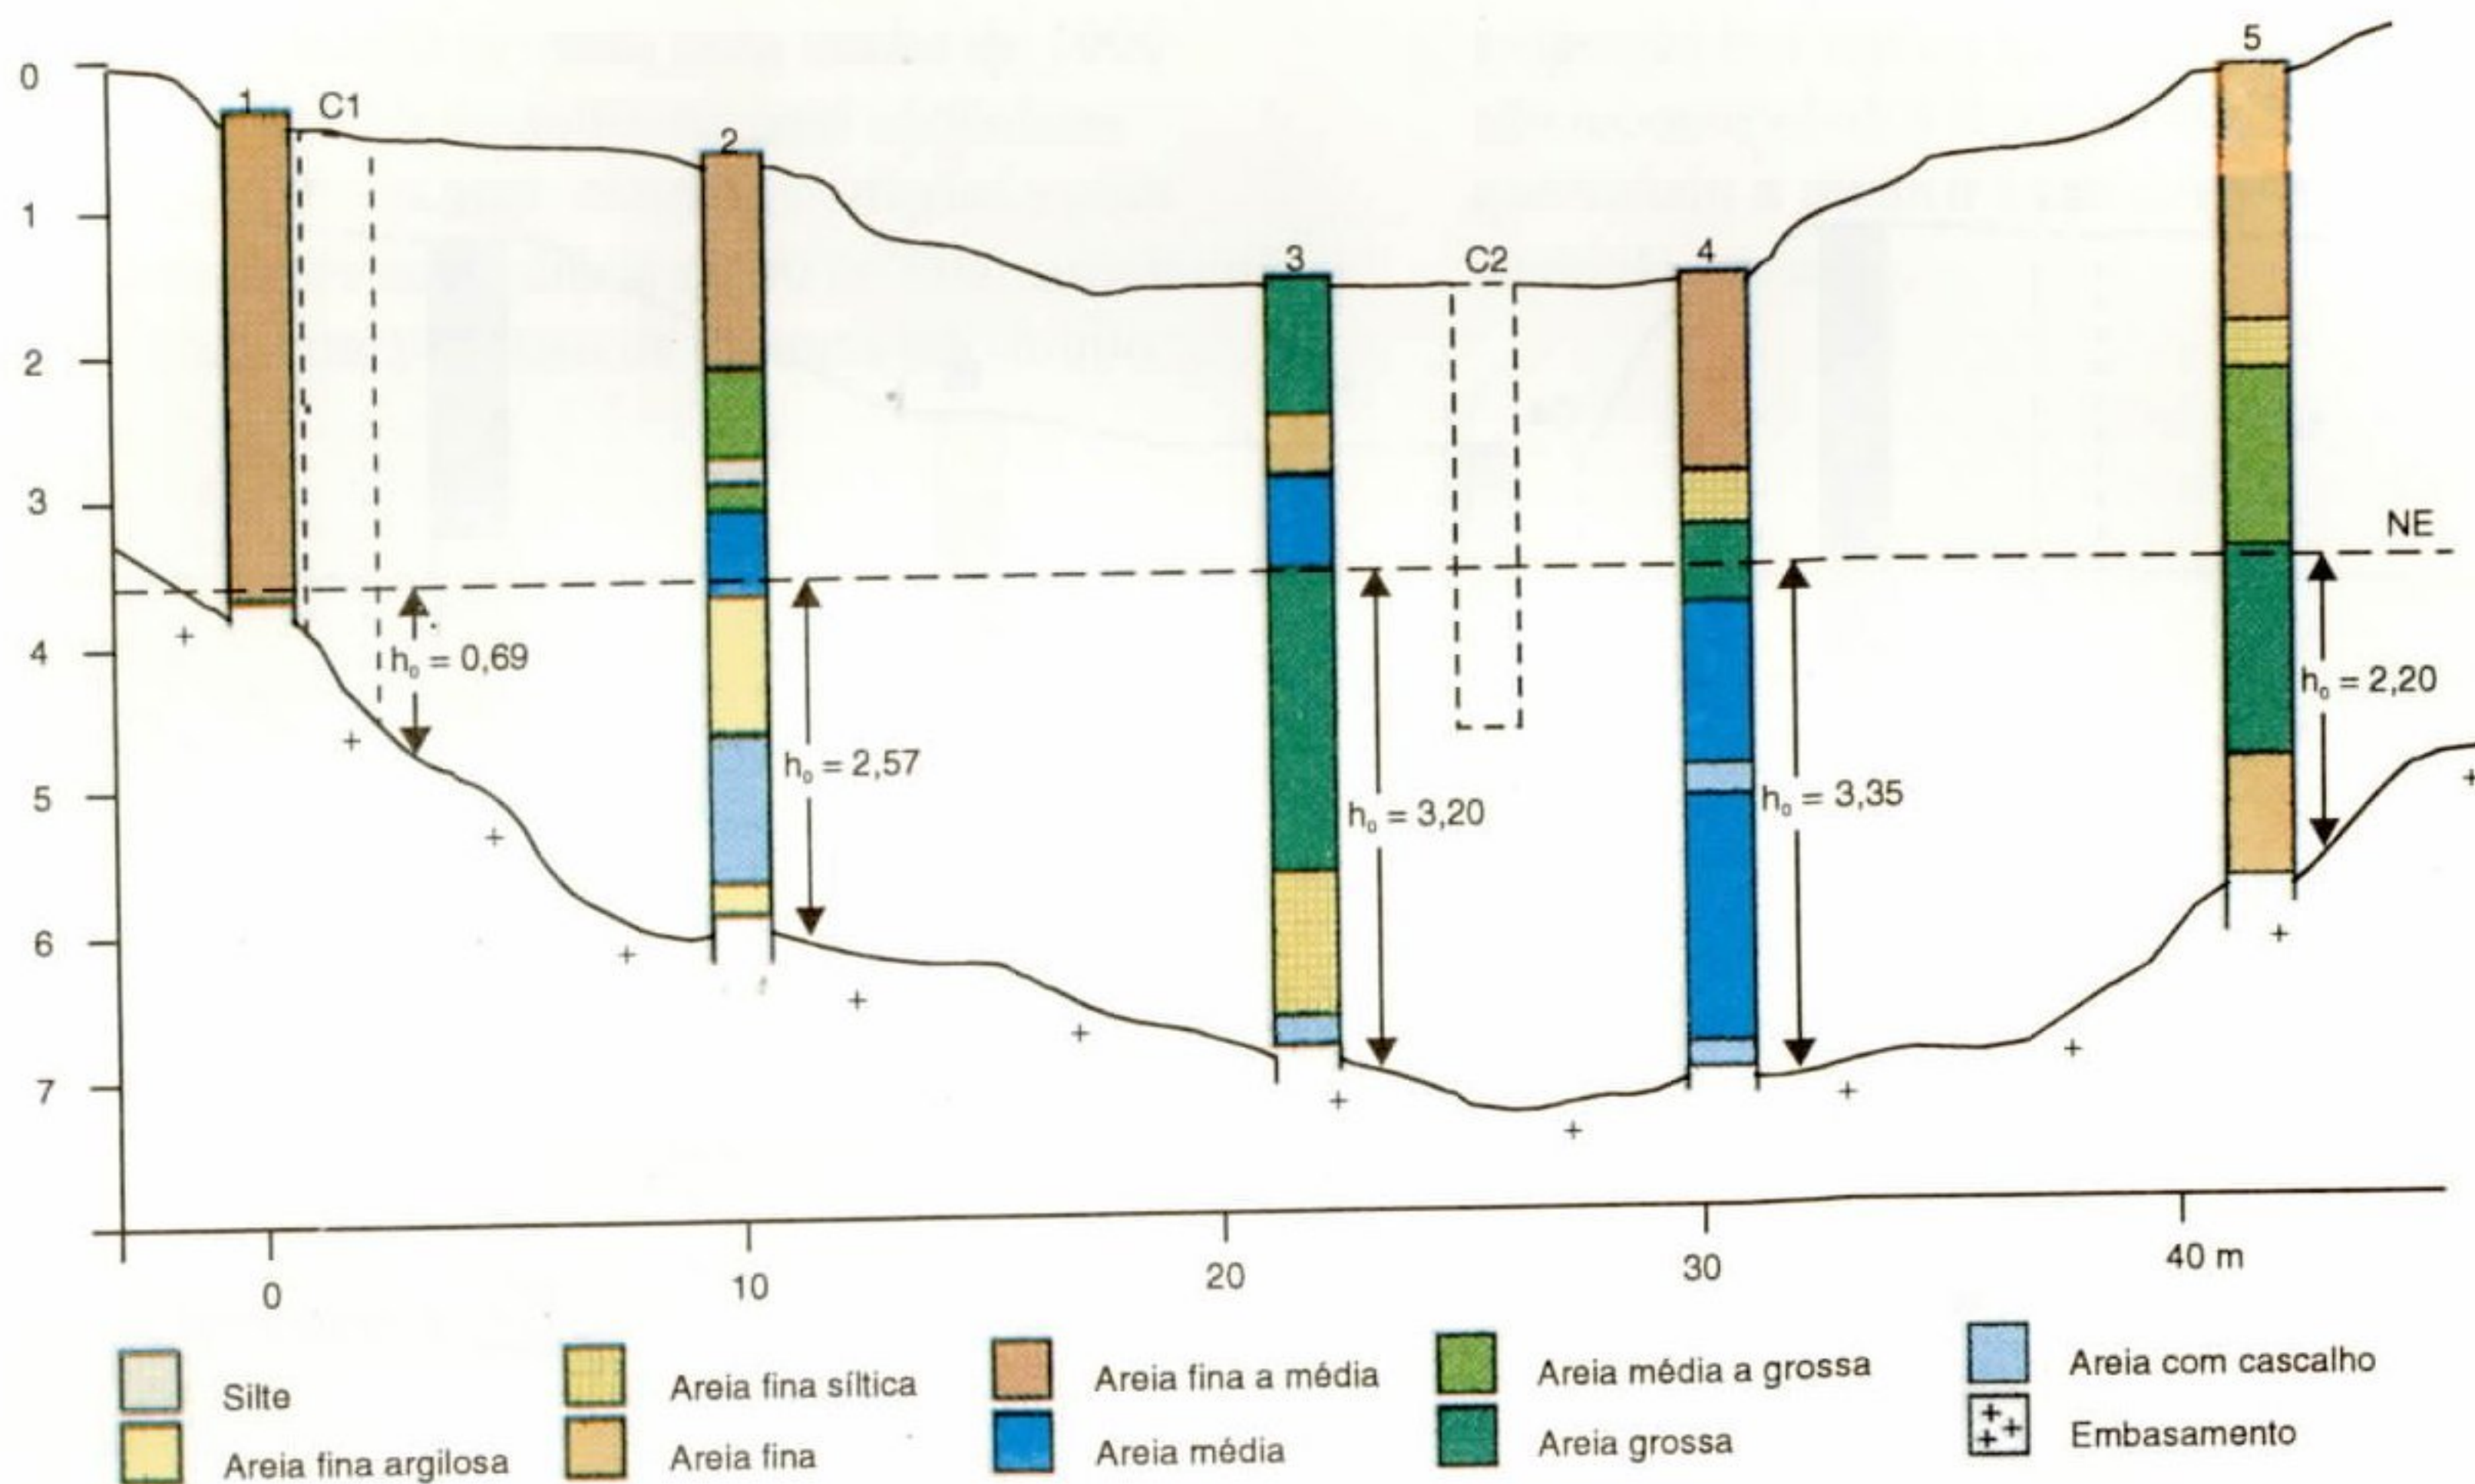 5
0
1
C1
2
1
3
C2
4
2
3
NE
4
h₀ = 0,69
h₀ = 2,20
h₀ = 2,57
5
h₀ = 3,20
h₀ = 3,35
6
7
0
10
20
30
40 m
Silte
Areia fina síltica
Areia fina a média
Areia média a grossa
Areia com cascalho
Areia fina argilosa
Areia fina
Areia média
Areia grossa
Embasamento